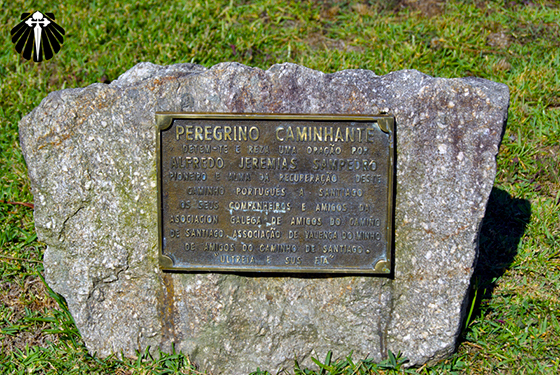 PEREGRINO CAMINHANTE
DETEM-TE E REZA UMA ORAÇÃO POR
ALFREDO JEREMIAS SAMPEDRO
PIONEIRO E ALMA DA RECUPERAÇÃO DESTE
CAMINHO PORTUGUÊS A SANTIAGO
OS SEUS COMPANHEIROS E AMIGOS DA
ASOCIACION GALEGA DE AMIGOS DO CAMIÑO
DE SANTIAGO, ASSOCIAÇÃO DE VALENÇA DO MINHO
DE AMIGOS DO CAMINHO DE SANTIAGO.
"ULTREIA E SUS EIA"